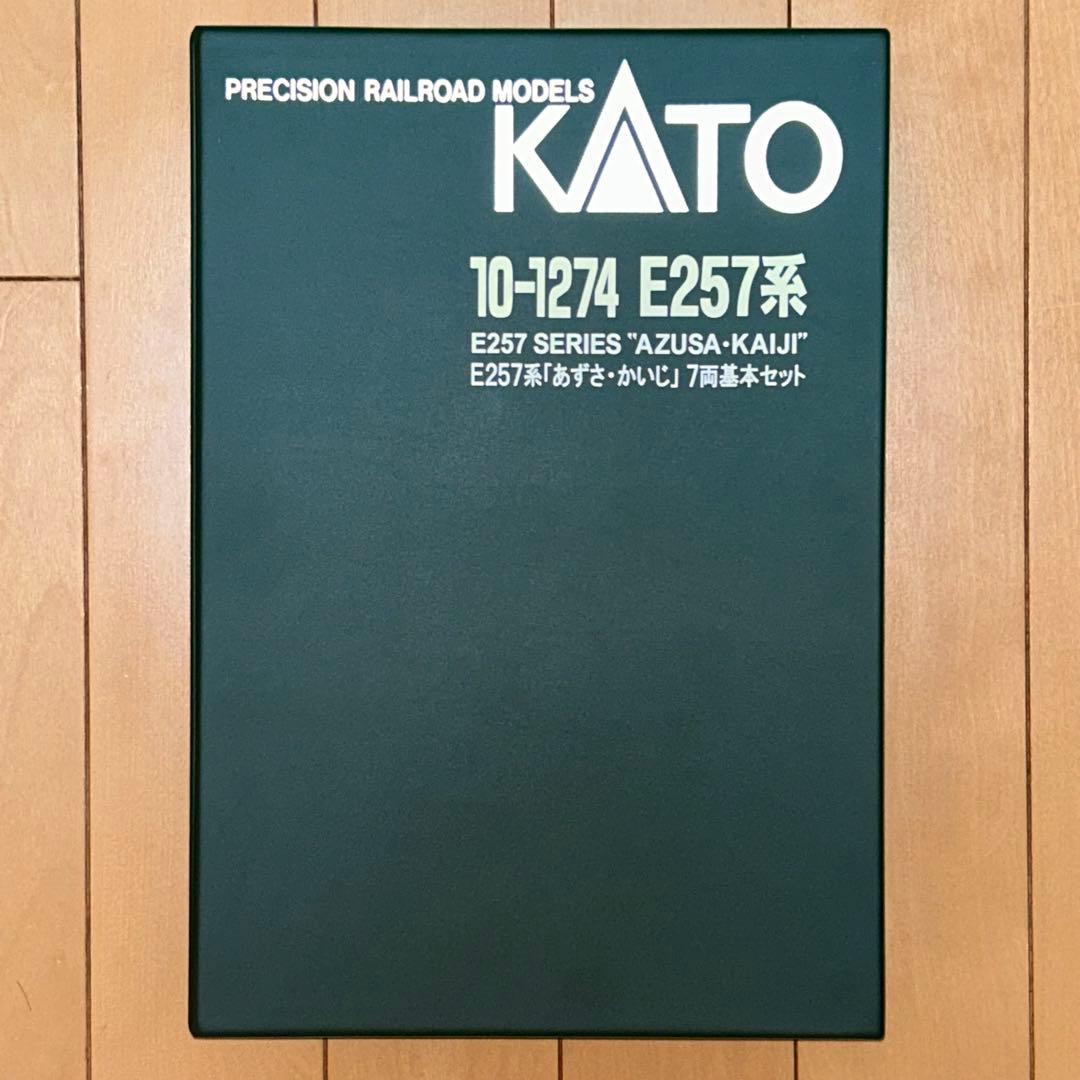 PRECISION RAILROAD MODELS
KATO
10-1274 E257系
E257 SERIES "AZUSA･KAIJI"
E257系｢あずさ･かいじ｣ 7両基本セット